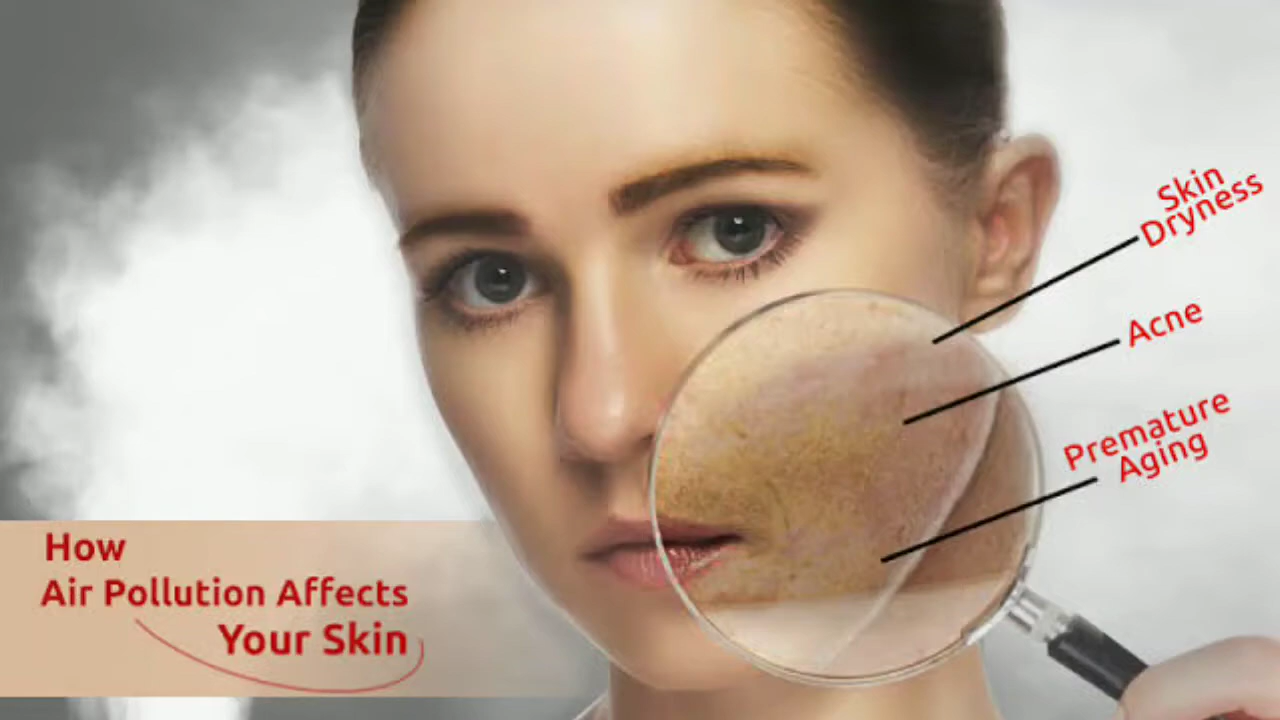 Skin
Dryness
Acne
Premature
Aging
How
Air Pollution Affects
Your Skin